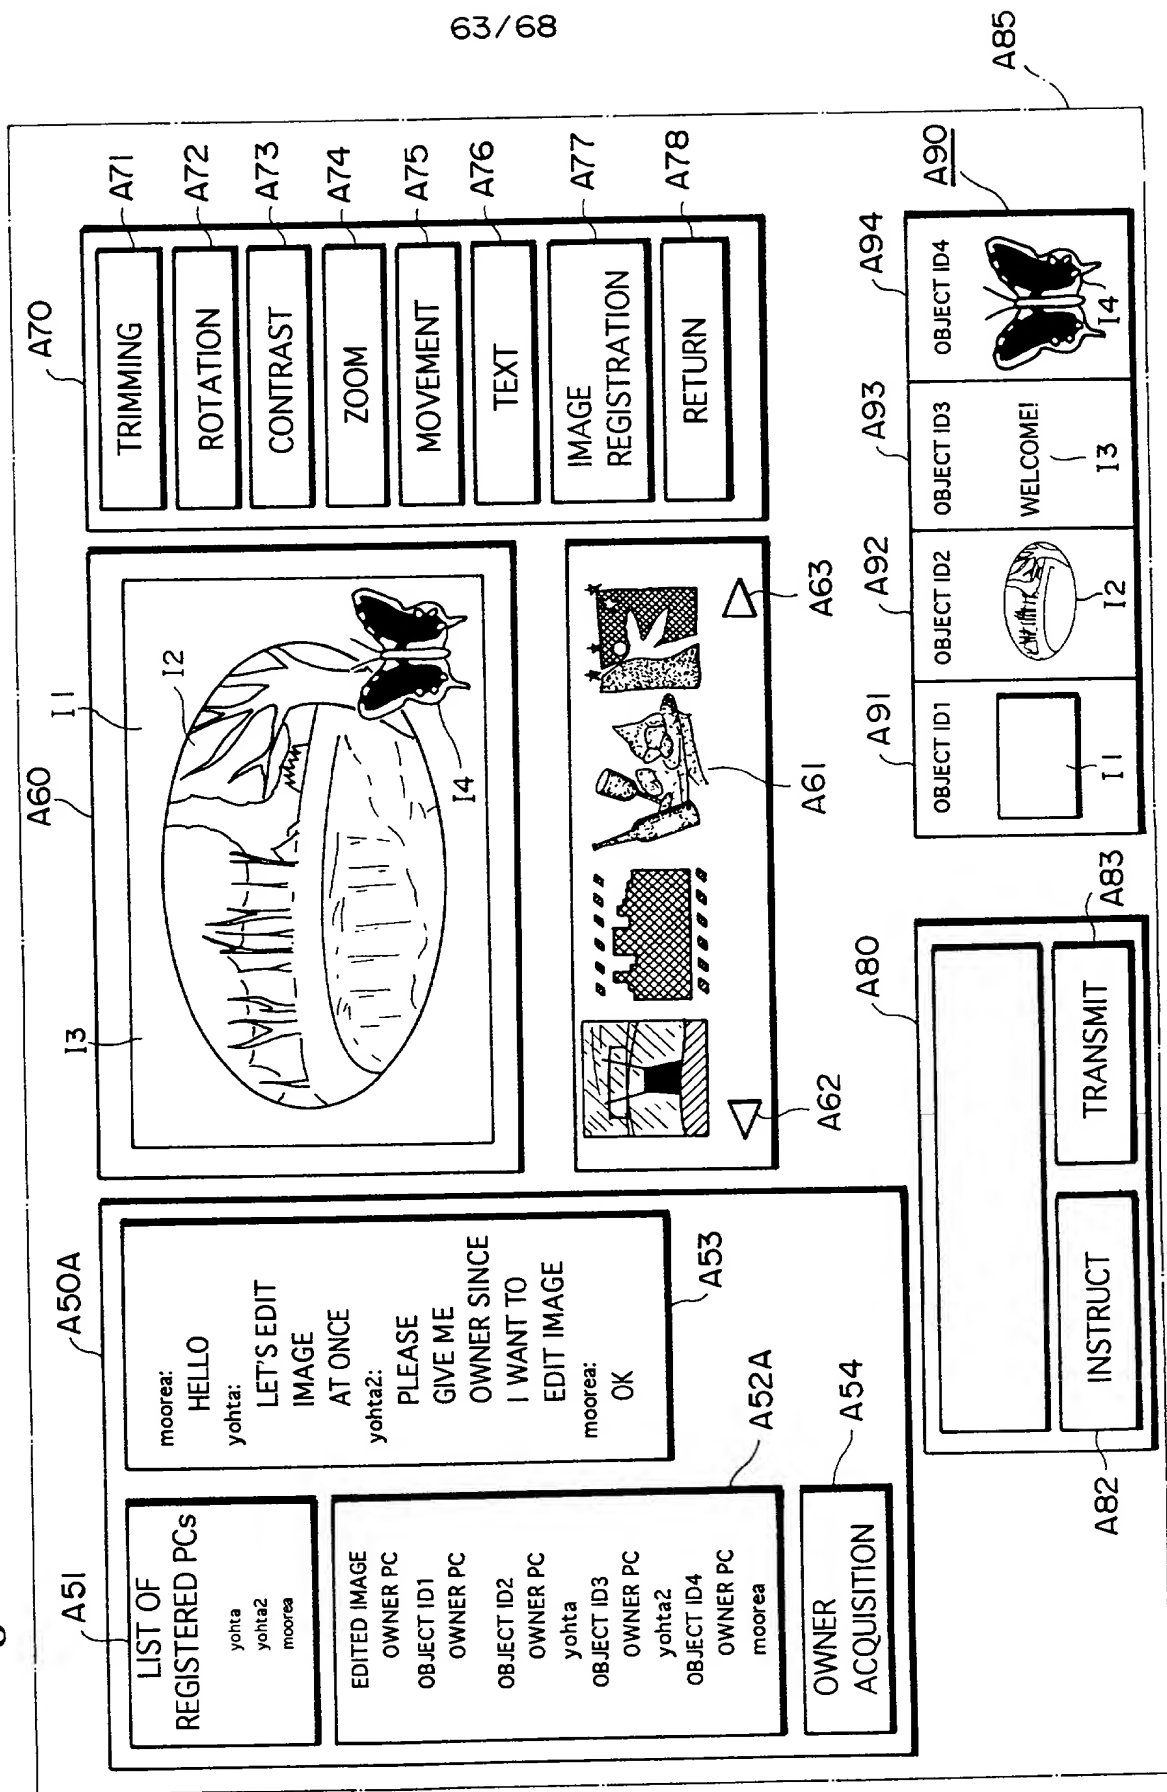 63/68
A85
A50A
A51
LIST OF
REGISTERED PCs
yohta
yohta2
moorea
EDITED IMAGE
OWNER PC
OBJECT ID1
OWNER PC
OBJECT ID2
OWNER PC
yohta
OBJECT ID3
OWNER PC
yohta2
OBJECT ID4
OWNER PC
moorea
A52A
OWNER
ACQUISITION
A54
moorea:
HELLO
yohta:
LET'S EDIT
IMAGE
AT ONCE
yohta2:
PLEASE
GIVE ME
OWNER SINCE
I WANT TO
EDIT IMAGE
moorea:
OK
A53
A60
I3
I1
I2
I4
A61
A62
A63
A70
TRIMMING
A71
ROTATION
A72
CONTRAST
A73
ZOOM
A74
MOVEMENT
A75
TEXT
A76
IMAGE
REGISTRATION
A77
RETURN
A78
A80
INSTRUCT
A82
TRANSMIT
A83
A90
A91
OBJECT ID1
I1
A92
OBJECT ID2
I2
A93
OBJECT ID3
WELCOME!
I3
A94
OBJECT ID4
I4